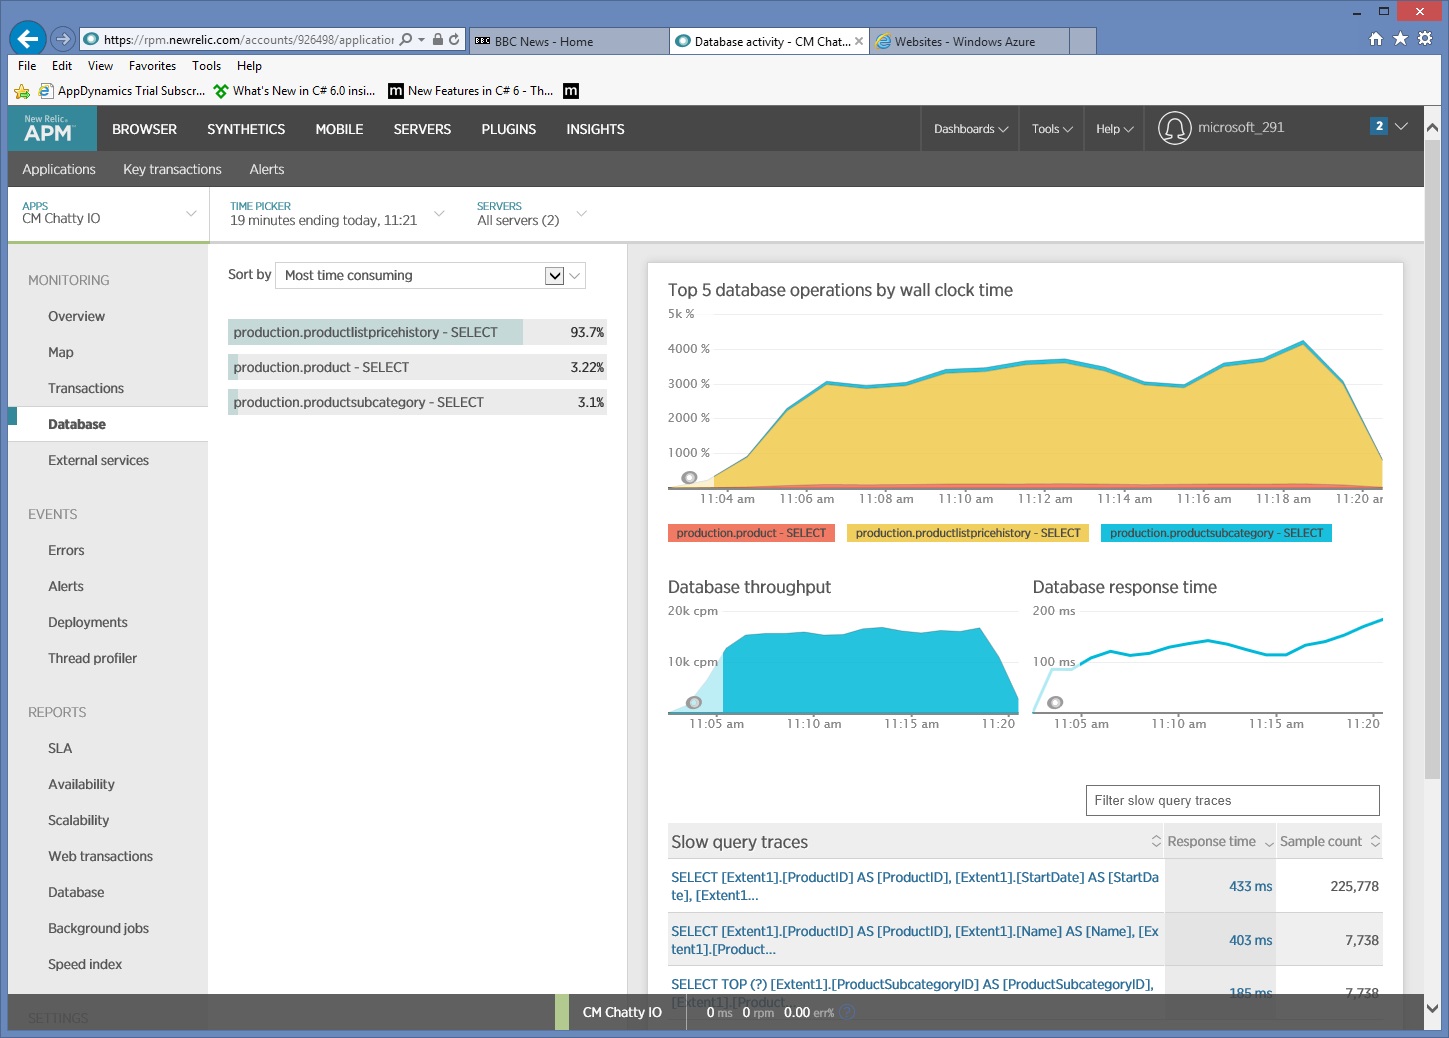 https://rpm.newrelic.com/accounts/926498/application
BBC News - Home
Database activity - CM Chat...
Websites - Windows Azure
File Edit View Favorites Tools Help
AppDynamics Trial Subscr...
What's New in C# 6.0 insi...
m
New Features in C# 6 - Th...
m
New Relic.
APM
BROWSER SYNTHETICS MOBILE SERVERS PLUGINS INSIGHTS
Dashboards Tools Help microsoft_291 2
Applications Key transactions Alerts
APPS
CM Chatty IO
TIME PICKER
19 minutes ending today, 11:21
SERVERS
All servers (2)
MONITORING
Overview
Map
Transactions
Database
External services
EVENTS
Errors
Alerts
Deployments
Thread profiler
REPORTS
SLA
Availability
Scalability
Web transactions
Database
Background jobs
Speed index
SETTINGS
Sort by Most time consuming
production.productlistpricehistory - SELECT 93.7%
production.product - SELECT 3.22%
production.productsubcategory - SELECT 3.1%
Top 5 database operations by wall clock time
5k %
4000 %
3000 %
2000 %
1000 %
11:04 am 11:06 am 11:08 am 11:10 am 11:12 am 11:14 am 11:16 am 11:18 am 11:20 ar
production.product - SELECT production.productlistpricehistory - SELECT production.productsubcategory - SELECT
Database throughput
20k cpm
10k cpm
11:05 am 11:10 am 11:15 am 11:20
Database response time
200 ms
100 ms
11:05 am 11:10 am 11:15 am 11:20
Filter slow query traces
Slow query traces Response time Sample count
SELECT [Extent1].[ProductID] AS [ProductID], [Extent1].[StartDate] AS [StartDa
te], [Extent1... 433 ms 225,778
SELECT [Extent1].[ProductID] AS [ProductID], [Extent1].[Name] AS [Name], [Ex
tent1].[Product... 403 ms 7,738
SELECT TOP (?) [Extent1].[ProductSubcategoryID] AS [ProductSubcategoryID],
[Extent1].[Product... 185 ms 7,738
CM Chatty IO 0 ms 0 rpm 0.00 err% ?